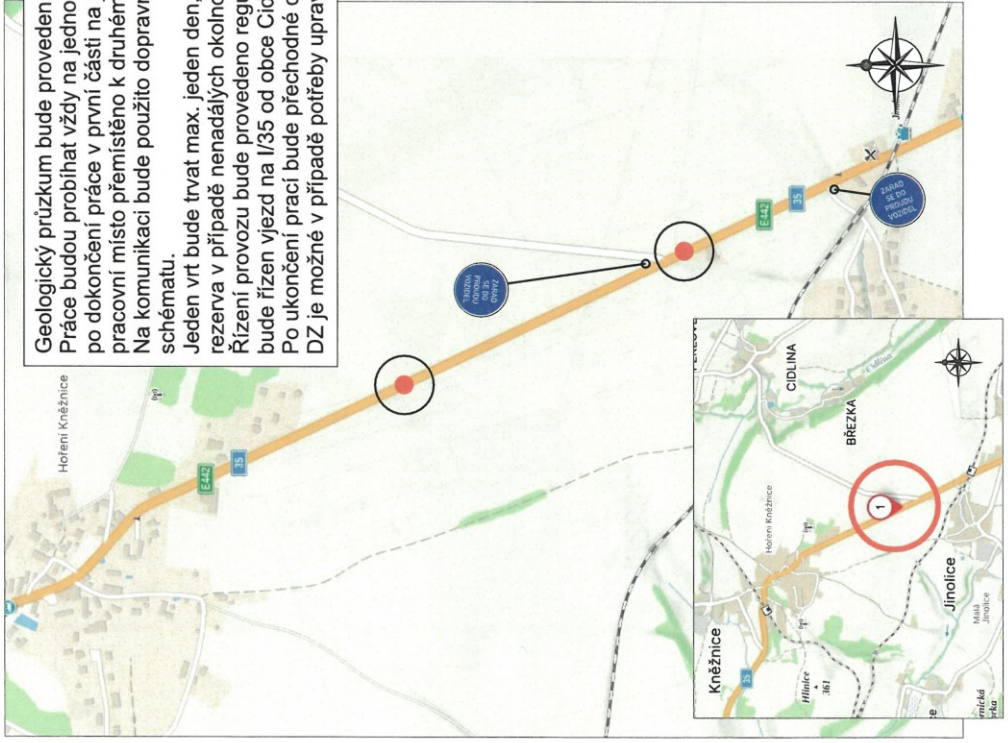 Geologický průzkum bude proveden
Práce budou probíhat vždy na jedno
po dokončení práce v první části na
pracovní místo přemístěno k druhém
Na komunikaci bude použito dopravn
schématu.
Jeden vrt bude trvat max. jeden den,
rezerva v případě nenadálých okolno
Řízení provozu bude provedeno regu
bude řízen vjezd na I/35 od obce Cid
Po ukončení prací bude přechodné d
DZ je možné v případě potřeby uprav
Hoření Kněžnice
E442
35
ZAŘAĎ
SE DO
PROUDU
VOZIDEL
E442
35
ZAŘAĎ
SE DO
PROUDU
VOZIDEL
Kněžnice
35
Hoření Kněžnice
CIDLINA
BŘEZKA
Cidlina
1
Hlinice
361
Jinolice
Malá
Jinolice